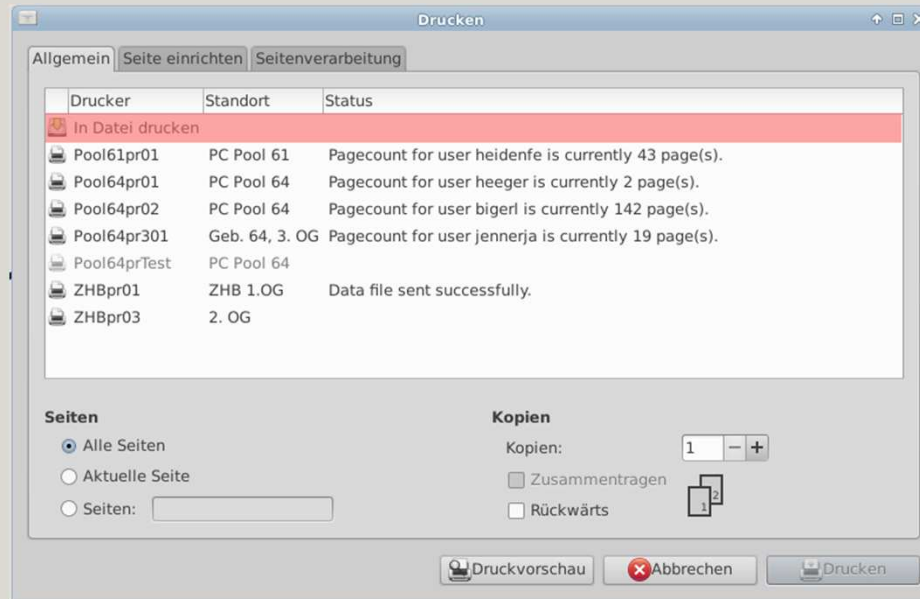 Drucken
Allgemein Seite einrichten Seitenverarbeitung
Drucker Standort Status
In Datei drucken
Pool61pr01 PC Pool 61 Pagecount for user heidenfe is currently 43 page(s).
Pool64pr01 PC Pool 64 Pagecount for user heeger is currently 2 page(s).
Pool64pr02 PC Pool 64 Pagecount for user bigerl is currently 142 page(s).
Pool64pr301 Geb. 64, 3. OG Pagecount for user jennerja is currently 19 page(s).
Pool64prTest PC Pool 64
ZHBpr01 ZHB 1.OG Data file sent successfully.
ZHBpr03 2. OG
Seiten Kopien
Alle Seiten Kopien: 1
Aktuelle Seite Zusammentragen 1 2
Seiten: Rückwärts
Druckvorschau Abbrechen Drucken